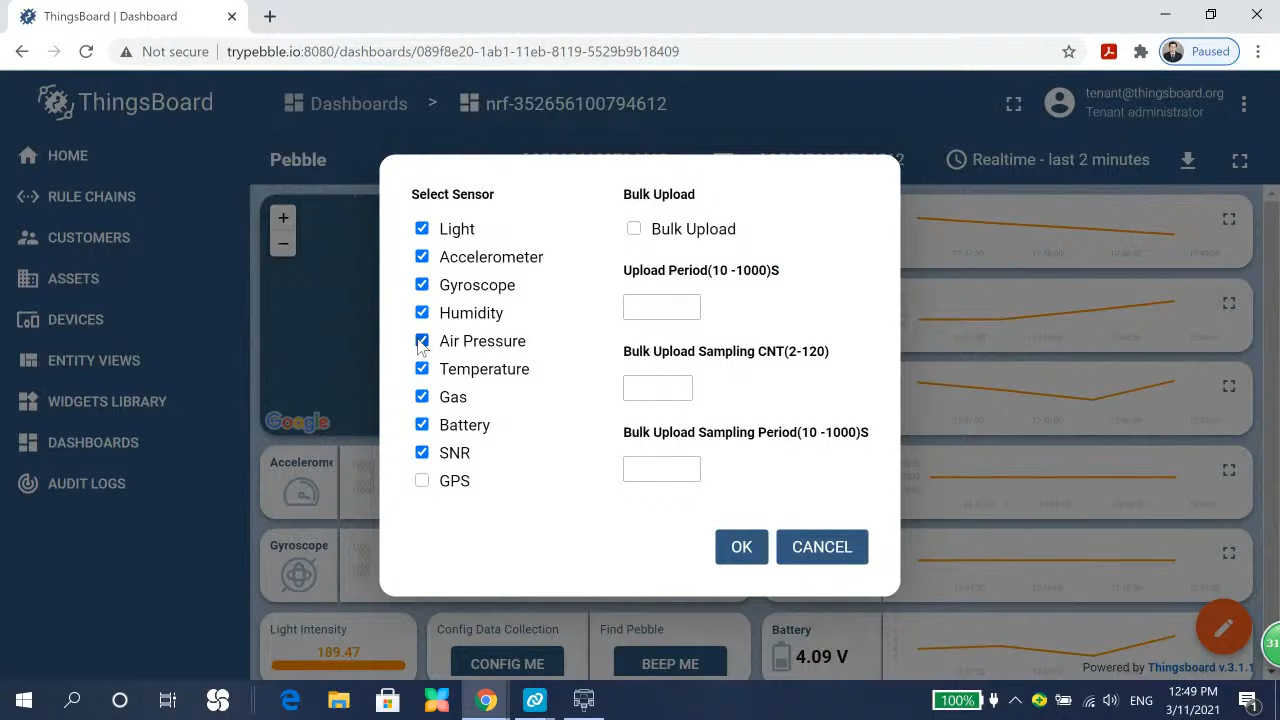 ThingsBoard | Dashboard
Not secure
trypebble.io:8080/dashboards/089f8e20-1ab1-11eb-8119-5529b9b18409
Paused
ThingsBoard
Dashboards > nrf-352656100794612
tenant@thingsboard.org
Tenant administrator
HOME
RULE CHAINS
CUSTOMERS
ASSETS
DEVICES
ENTITY VIEWS
WIDGETS LIBRARY
DASHBOARDS
AUDIT LOGS
Pebble
Realtime - last 2 minutes
+
−
Google
Select Sensor
Light
Accelerometer
Gyroscope
Humidity
Air Pressure
Temperature
Gas
Battery
SNR
GPS
Bulk Upload
Bulk Upload
Upload Period(10 -1000)S
Bulk Upload Sampling CNT(2-120)
Bulk Upload Sampling Period(10 -1000)S
OK
CANCEL
Gyroscope
Light Intensity
189.47
Config Data Collection
CONFIG ME
Find Pebble
BEEP ME
Battery
4.09 V
Powered by Thingsboard v.3.1.1
31
100%
ENG
12:49 PM
3/11/2021
1